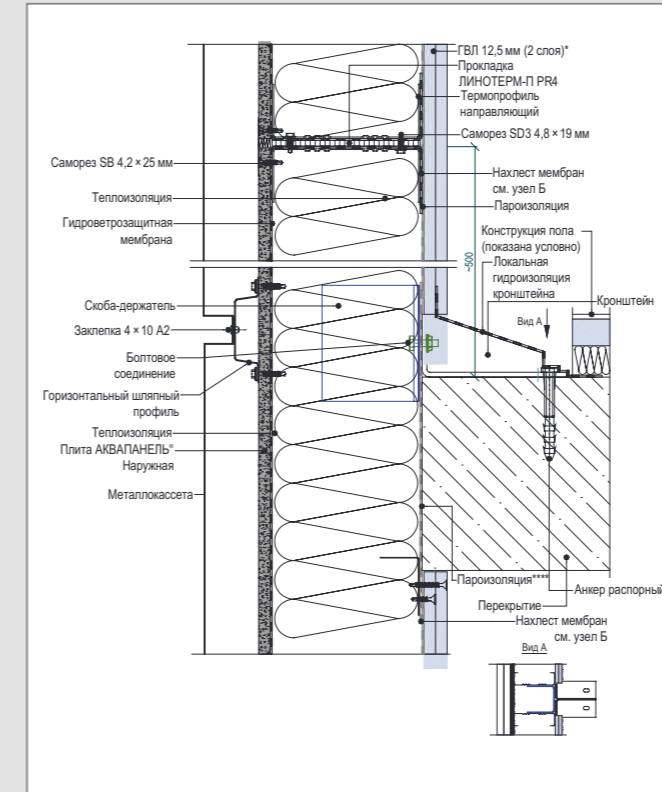 ГВЛ 12,5 мм (2 слоя)*
Прокладка
ЛИНОТЕРМ-П PR4
Термопрофиль
направляющий
Саморез SD3 4,8 × 19 мм
Саморез SB 4,2 × 25 мм
Теплоизоляция
Гидроветрозащитная
мембрана
Нахлест мембран
см. узел Б
Пароизоляция
Конструкция пола
(показана условно)
Локальная
гидроизоляция
кронштейна
Кронштейн
~500
Вид А
Скоба-держатель
Заклепка 4 × 10 А2
Болтовое
соединение
Горизонтальный шляпный
профиль
Теплоизоляция
Плита АКВАПАНЕЛЬ®
Наружная
Металлокассета
Пароизоляция****
Анкер распорный
Перекрытие
Нахлест мембран
см. узел Б
Вид А